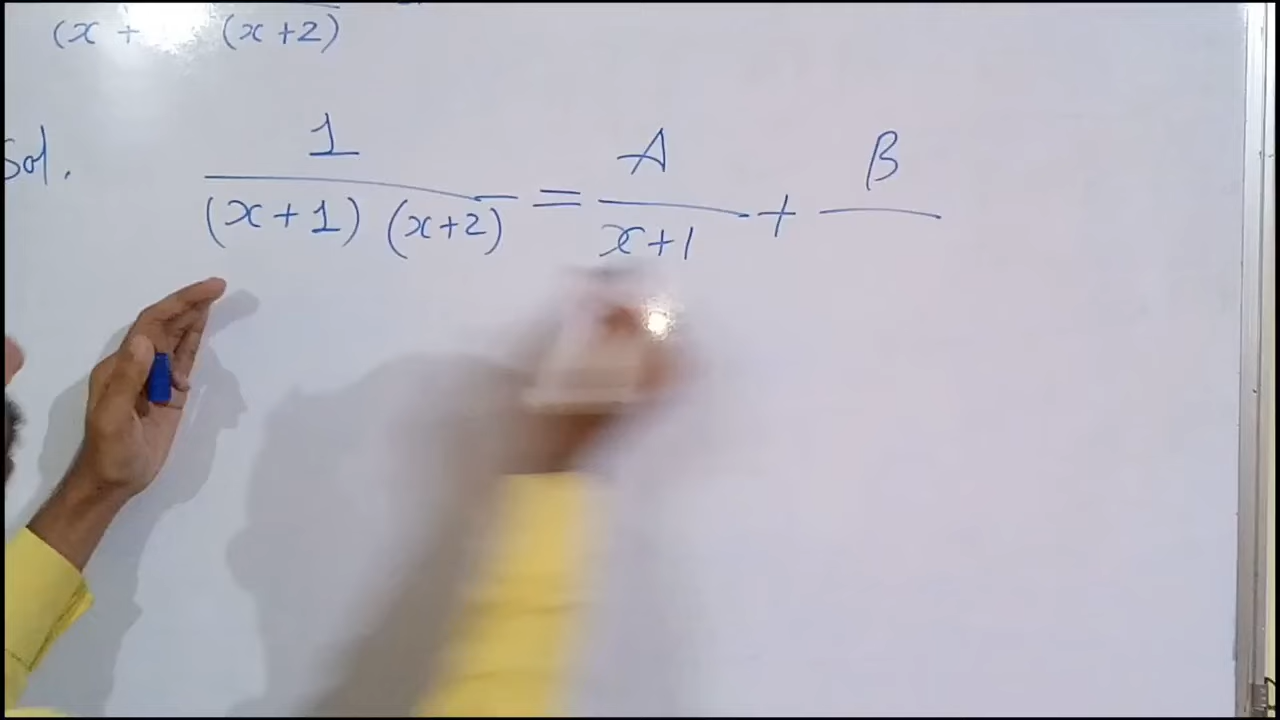 (x + (x+2)
Sol. 1/((x+1) (x+2)) = A/(x+1) + B/